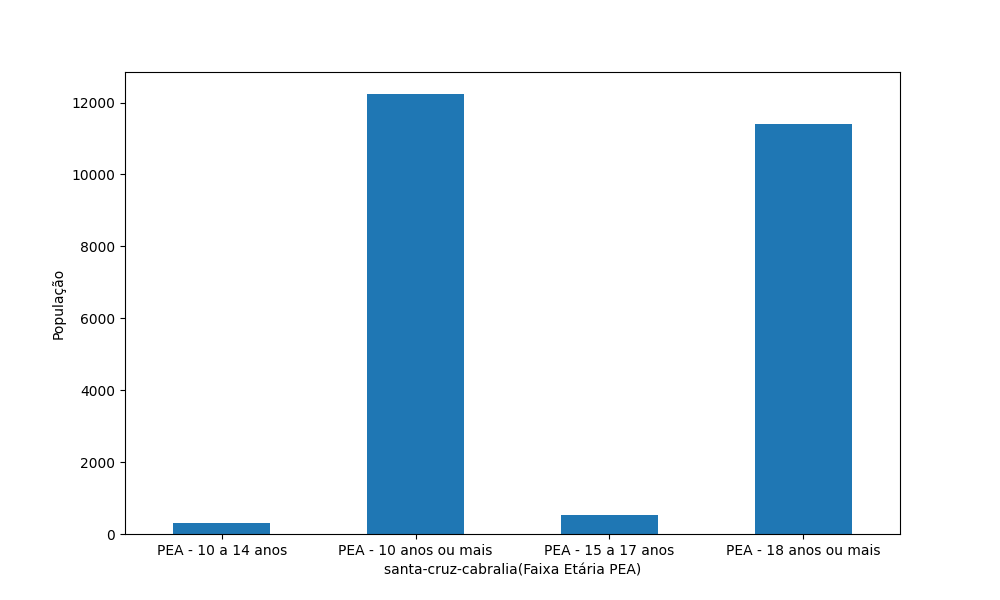 12000
10000
8000
6000
4000
2000
0
População
PEA - 10 a 14 anos
PEA - 10 anos ou mais
PEA - 15 a 17 anos
PEA - 18 anos ou mais
santa-cruz-cabralia(Faixa Etária PEA)